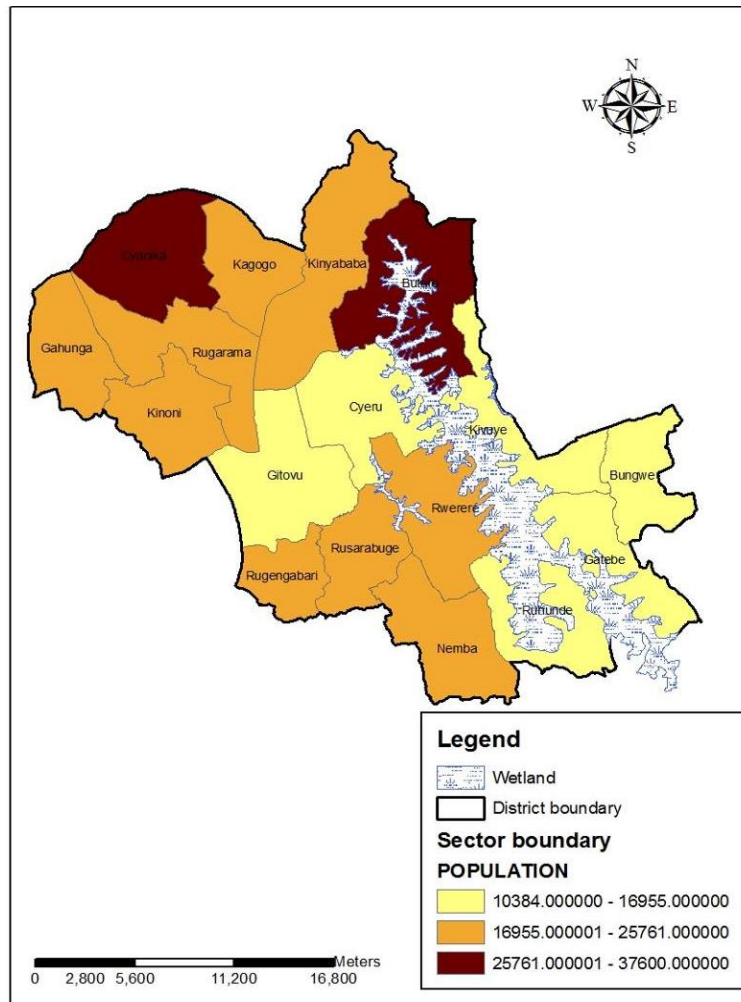 N
W E
S
Cyanika
Kagogo
Kinyababa
Gahunga
Rugarama
Kinoni
Cyeru
Kivuye
Bungwe
Gitovu
Rwerere
Gatebe
Rusarabuge
Rugengabari
Ruhunde
Nemba
Legend
Wetland
District boundary
Sector boundary
POPULATION
10384.000000 - 16955.000000
16955.000001 - 25761.000000
25761.000001 - 37600.000000
Meters
0 2,800 5,600 11,200 16,800